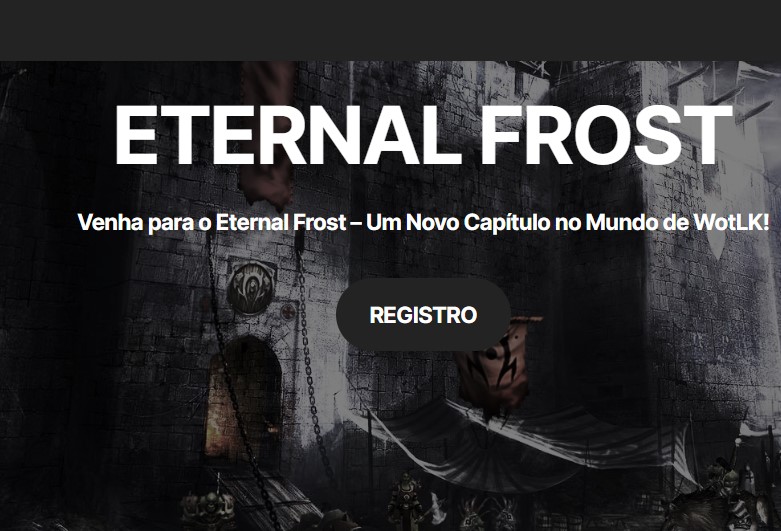 ETERNAL FROST
Venha para o Eternal Frost – Um Novo Capítulo no Mundo de WotLK!
REGISTRO